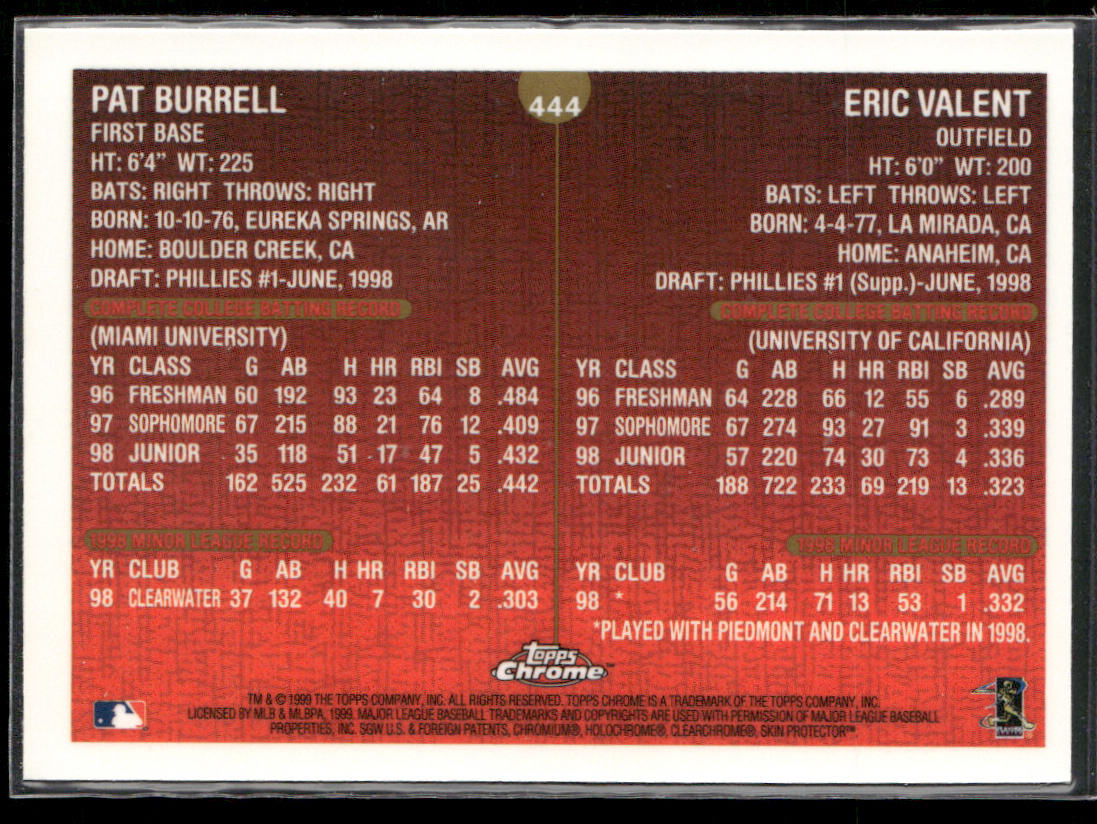 444
PAT BURRELL
FIRST BASE
HT: 6'4" WT: 225
BATS: RIGHT THROWS: RIGHT
BORN: 10-10-76, EUREKA SPRINGS, AR
HOME: BOULDER CREEK, CA
DRAFT: PHILLIES #1-JUNE, 1998
COMPLETE COLLEGE BATTING RECORD
(MIAMI UNIVERSITY)
YR CLASS G AB H HR RBI SB AVG
96 FRESHMAN 60 192 93 23 64 8 .484
97 SOPHOMORE 67 215 88 21 76 12 .409
98 JUNIOR 35 118 51 17 47 5 .432
TOTALS 162 525 232 61 187 25 .442
1998 MINOR LEAGUE RECORD
YR CLUB G AB H HR RBI SB AVG
98 CLEARWATER 37 132 40 7 30 2 .303
ERIC VALENT
OUTFIELD
HT: 6'0" WT: 200
BATS: LEFT THROWS: LEFT
BORN: 4-4-77, LA MIRADA, CA
HOME: ANAHEIM, CA
DRAFT: PHILLIES #1 (Supp.)-JUNE, 1998
COMPLETE COLLEGE BATTING RECORD
(UNIVERSITY OF CALIFORNIA)
YR CLASS G AB H HR RBI SB AVG
96 FRESHMAN 64 228 66 12 55 6 .289
97 SOPHOMORE 67 274 93 27 91 3 .339
98 JUNIOR 57 220 74 30 73 4 .336
TOTALS 188 722 233 69 219 13 .323
1998 MINOR LEAGUE RECORD
YR CLUB G AB H HR RBI SB AVG
98 * 56 214 71 13 53 1 .332
*PLAYED WITH PIEDMONT AND CLEARWATER IN 1998.
Topps
Chrome™
TM & © 1999 THE TOPPS COMPANY, INC. ALL RIGHTS RESERVED. TOPPS CHROME IS A TRADEMARK OF THE TOPPS COMPANY, INC.
LICENSED BY MLB & MLBPA, 1999. MAJOR LEAGUE BASEBALL TRADEMARKS AND COPYRIGHTS ARE USED WITH PERMISSION OF MAJOR LEAGUE BASEBALL
PROPERTIES, INC. SGW U.S. & FOREIGN PATENTS, CHROMIUM®, HOLOCHROME®, CLEARCHROME®, SKIN PROTECTOR™.